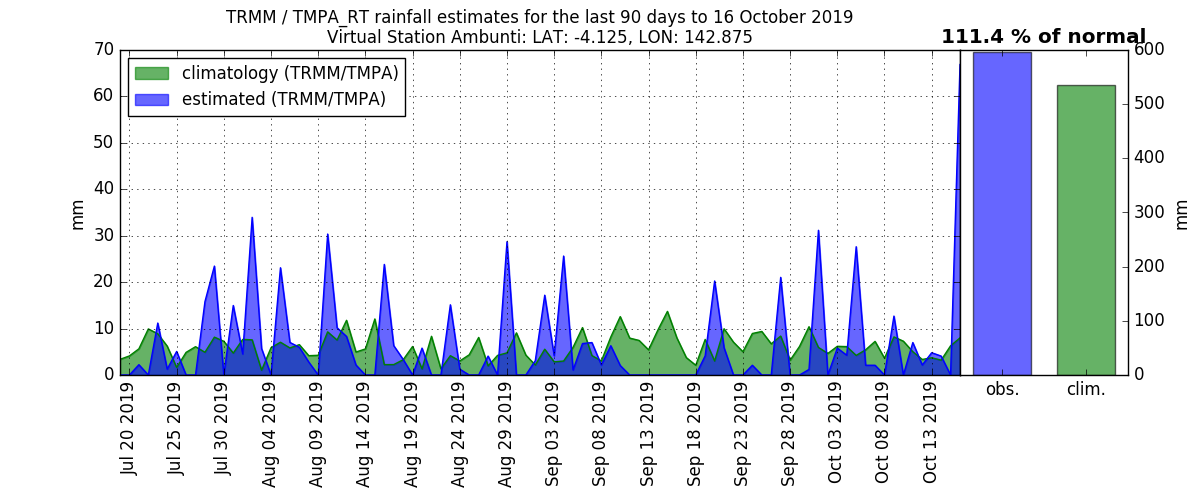 TRMM / TMPA_RT rainfall estimates for the last 90 days to 16 October 2019
Virtual Station Ambunti: LAT: -4.125, LON: 142.875
111.4 % of normal
climatology (TRMM/TMPA)
estimated (TRMM/TMPA)
70
60
50
40
30
20
10
0
mm
Jul 20 2019
Jul 25 2019
Jul 30 2019
Aug 04 2019
Aug 09 2019
Aug 14 2019
Aug 19 2019
Aug 24 2019
Aug 29 2019
Sep 03 2019
Sep 08 2019
Sep 13 2019
Sep 18 2019
Sep 23 2019
Sep 28 2019
Oct 03 2019
Oct 08 2019
Oct 13 2019
obs.
clim.
600
500
400
300
200
100
0
mm